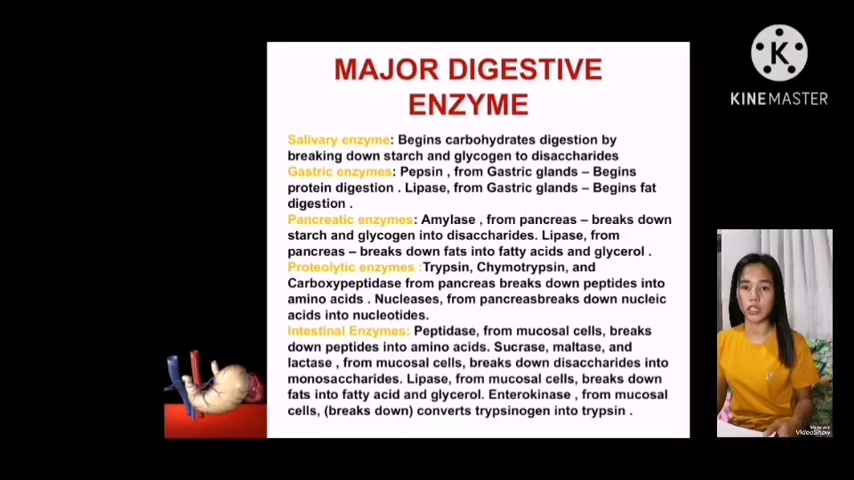 MAJOR DIGESTIVE
ENZYME
Salivary enzyme: Begins carbohydrates digestion by
breaking down starch and glycogen to disaccharides
Gastric enzymes: Pepsin , from Gastric glands – Begins
protein digestion . Lipase, from Gastric glands – Begins fat
digestion .
Pancreatic enzymes: Amylase , from pancreas – breaks down
starch and glycogen into disaccharides. Lipase, from
pancreas – breaks down fats into fatty acids and glycerol .
Proteolytic enzymes :Trypsin, Chymotrypsin, and
Carboxypeptidase from pancreas breaks down peptides into
amino acids . Nucleases, from pancreasbreaks down nucleic
acids into nucleotides.
Intestinal Enzymes: Peptidase, from mucosal cells, breaks
down peptides into amino acids. Sucrase, maltase, and
lactase , from mucosal cells, breaks down disaccharides into
monosaccharides. Lipase, from mucosal cells, breaks down
fats into fatty acid and glycerol. Enterokinase , from mucosal
cells, (breaks down) converts trypsinogen into trypsin .
K
KINEMASTER
VideoShow